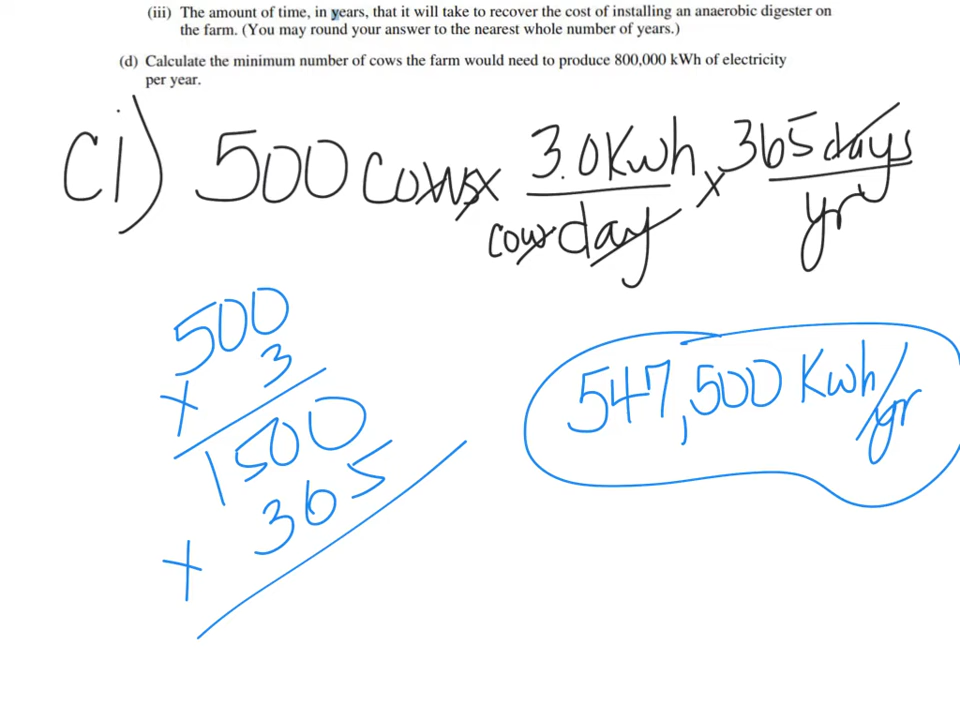 (iii) The amount of time, in years, that it will take to recover the cost of installing an anaerobic digester on
the farm. (You may round your answer to the nearest whole number of years.)
(d) Calculate the minimum number of cows the farm would need to produce 800,000 kWh of electricity
per year.
Ci) 500 cows x 3.0 Kwh / cow day x 365 days / yr
500
x 3
1500
x 365
547,500 Kwh/yr